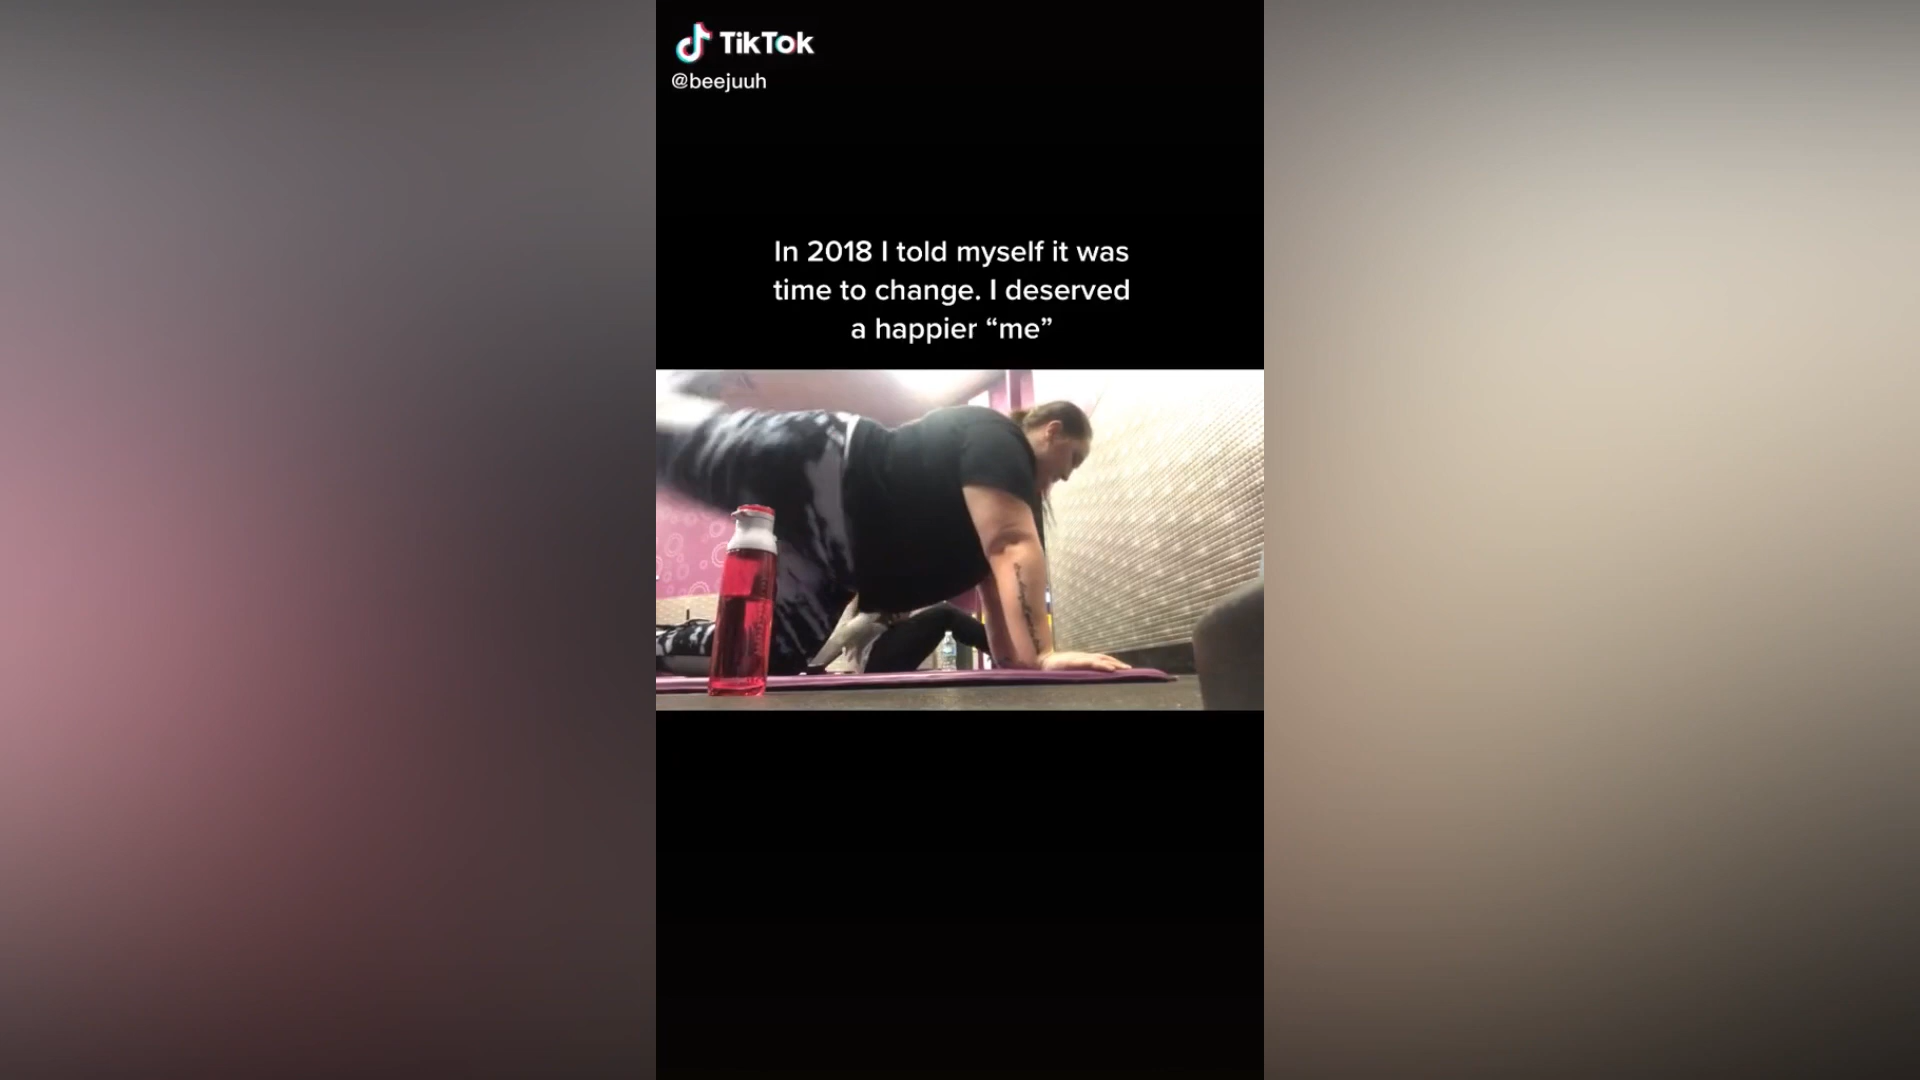 TikTok
@beejuuh
In 2018 I told myself it was
time to change. I deserved
a happier “me”